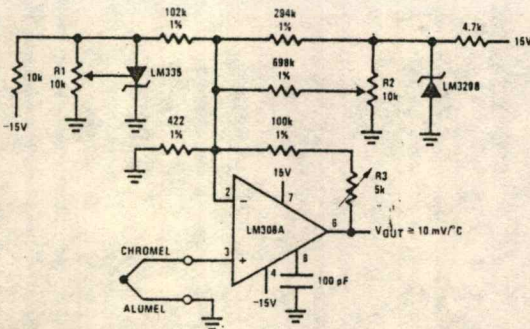 102k
1%
294k
1%
4.7k
15V
10k
R1
10k
LM335
698k
1%
R2
10k
LM329B
-15V
422
1%
100k
1%
R3
5k
15V
2
7
LM308A
6
VOUT ≅ 10 mV/°C
CHROMEL
3
4
8
100 pF
-15V
ALUMEL